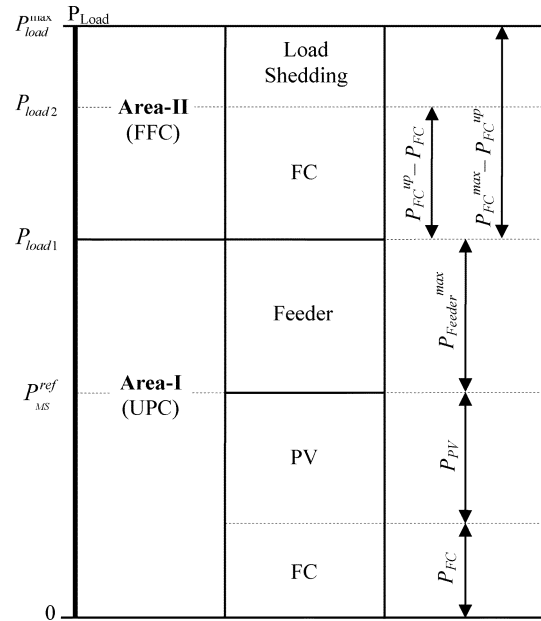 P_load^max P_Load
Load
Shedding
P_load2
Area-II
(FFC)
FC
P_FC^up − P_FC
P_FC^max − P_FC^up
P_load1
Feeder
P_Feeder^max
P_MS^ref
Area-I
(UPC)
PV
P_PV
FC
P_FC
0